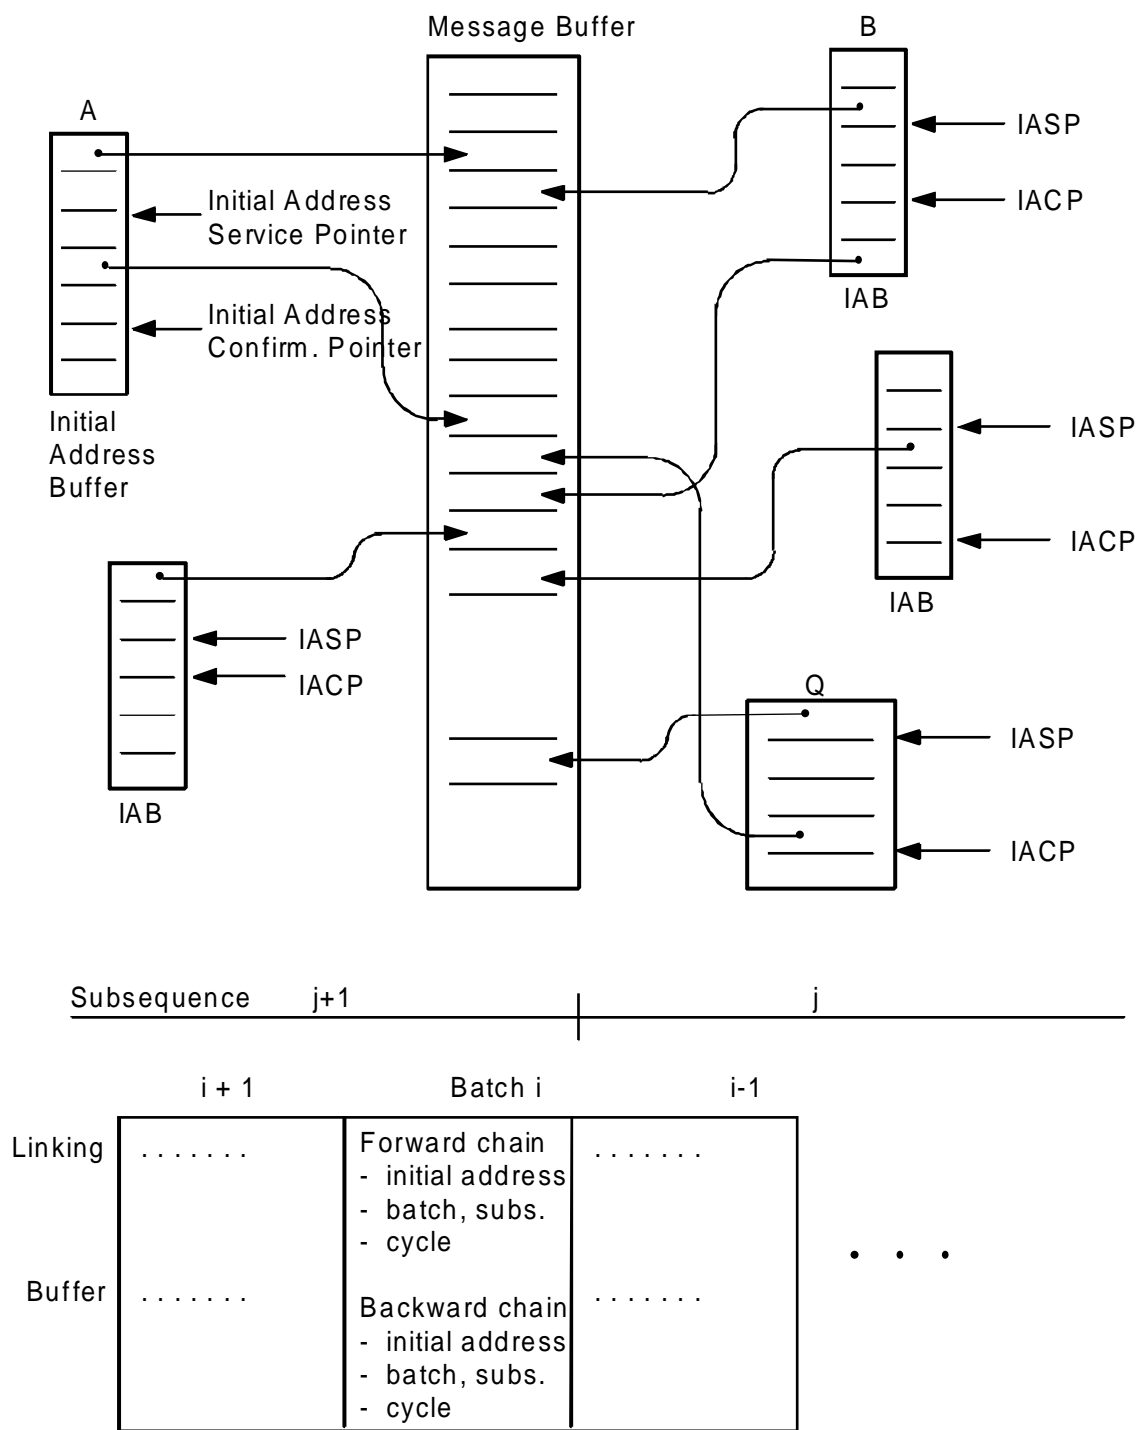 Message Buffer
B
A
IASP
Initial Address
Service Pointer
IACP
IAB
Initial Address
Confirm. Pointer
Initial
Address
Buffer
IASP
IACP
IAB
IASP
IACP
IAB
Q
IASP
IACP
Subsequence j+1 j
i + 1 Batch i i-1
Linking ....... Forward chain .......
- initial address
- batch, subs.
- cycle
. . .
Buffer ....... Backward chain .......
- initial address
- batch, subs.
- cycle